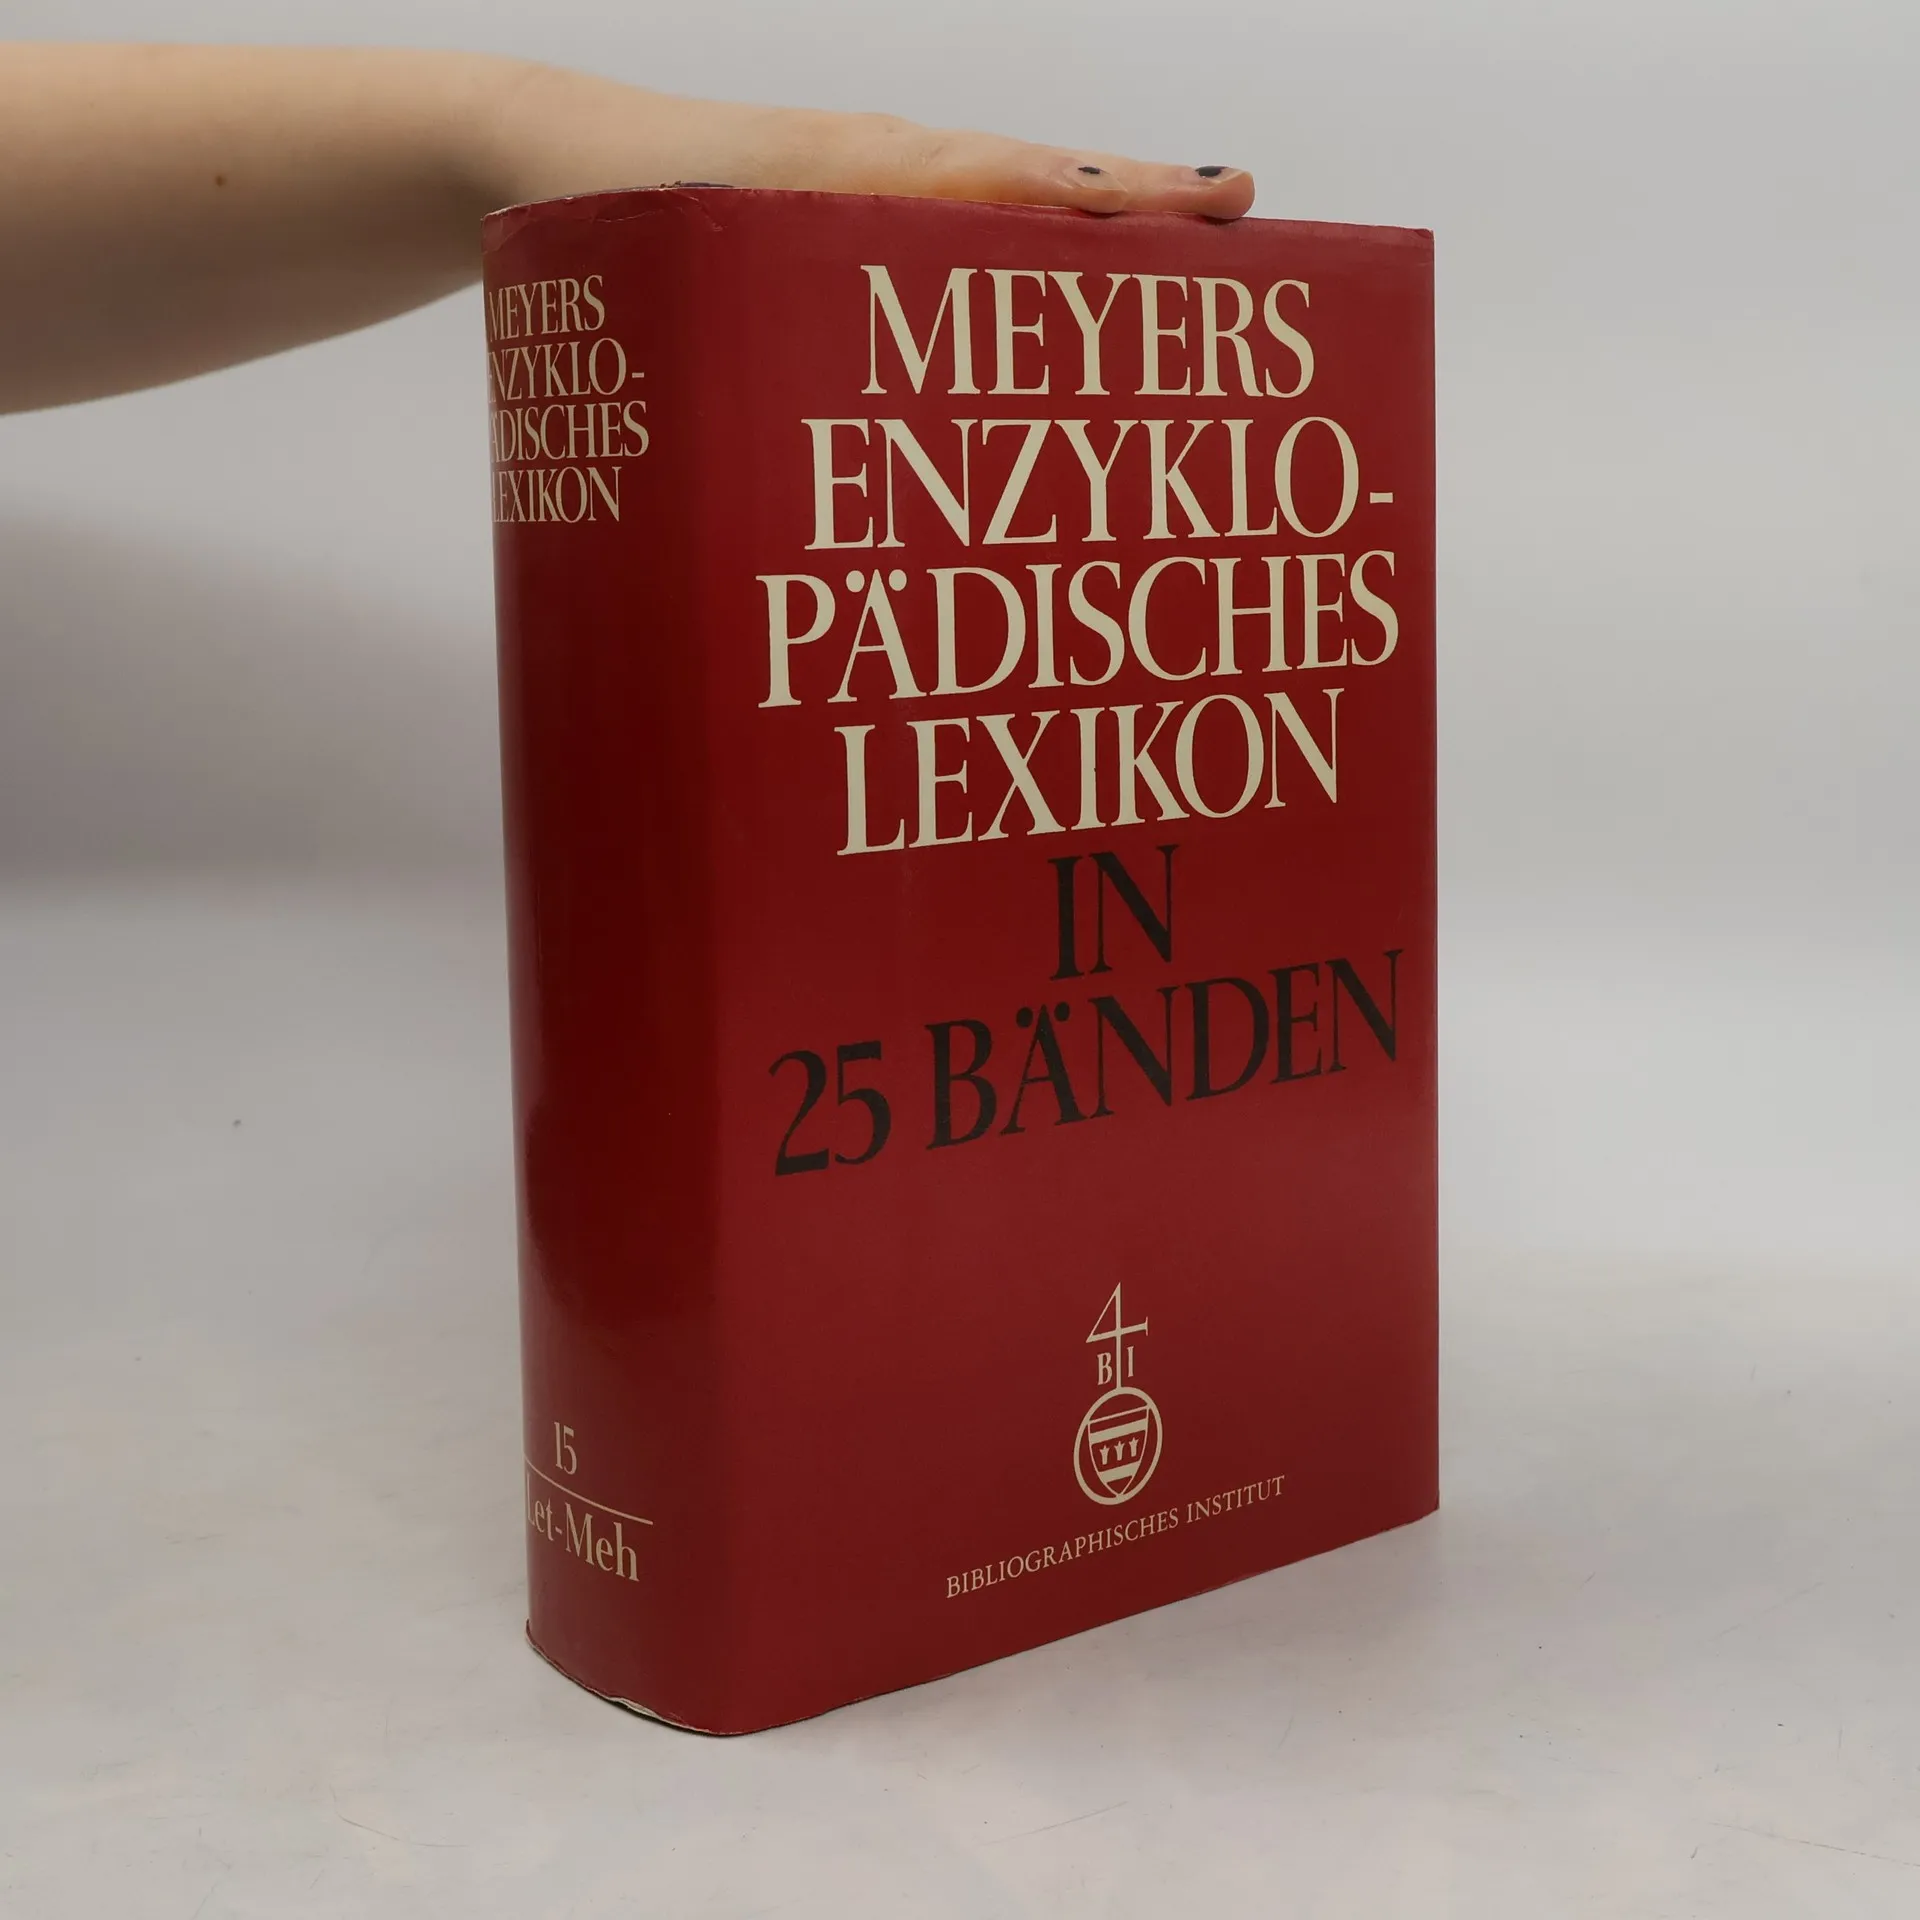 MEYERS
ENZYKLO-
PÄDISCHES
LEXIKON
15
Let-Meh
MEYERS
ENZYKLO-
PÄDISCHES
LEXIKON
IN
25 BÄNDEN
B I
BIBLIOGRAPHISCHES INSTITUT